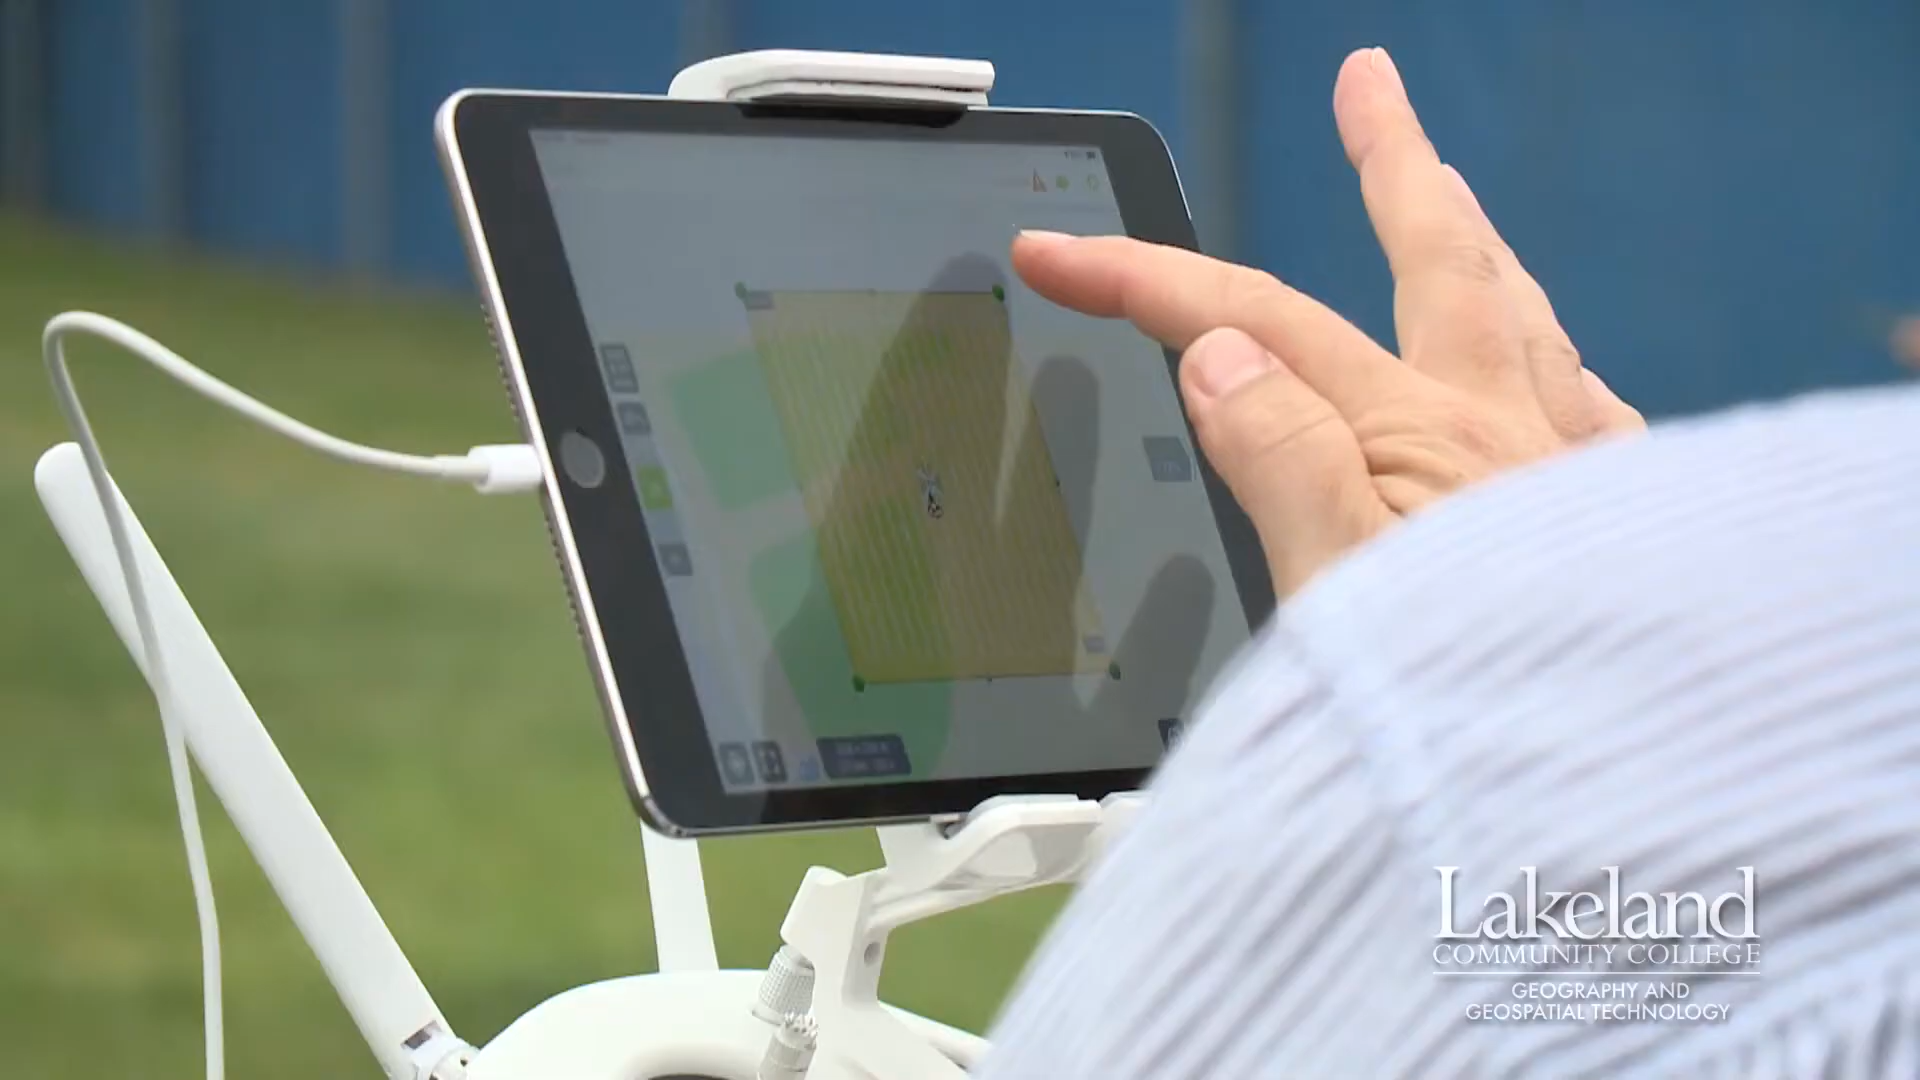 Lakeland
COMMUNITY COLLEGE
GEOGRAPHY AND
GEOSPATIAL TECHNOLOGY